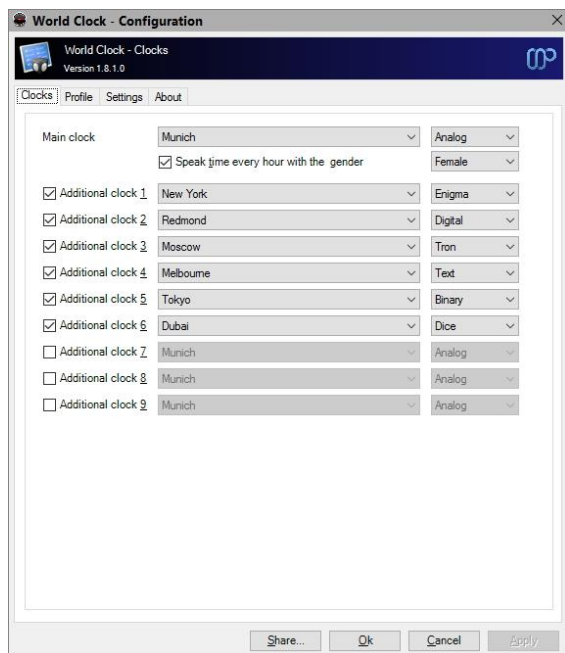 World Clock - Configuration
World Clock - Clocks
Version 1.8.1.0
Clocks Profile Settings About
Main clock Munich Analog
Speak time every hour with the gender Female
Additional clock 1 New York Enigma
Additional clock 2 Redmond Digital
Additional clock 3 Moscow Tron
Additional clock 4 Melbourne Text
Additional clock 5 Tokyo Binary
Additional clock 6 Dubai Dice
Additional clock 7 Munich Analog
Additional clock 8 Munich Analog
Additional clock 9 Munich Analog
Share... Ok Cancel Apply